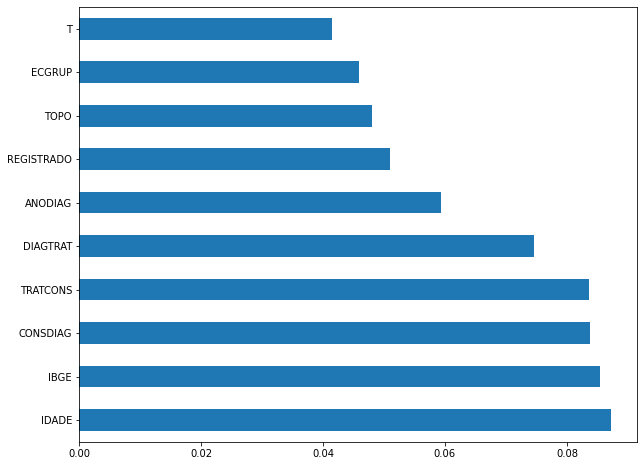 T
ECGRUP
TOPO
REGISTRADO
ANODIAG
DIAGTRAT
TRATCONS
CONSDIAG
IBGE
IDADE
0.00 0.02 0.04 0.06 0.08